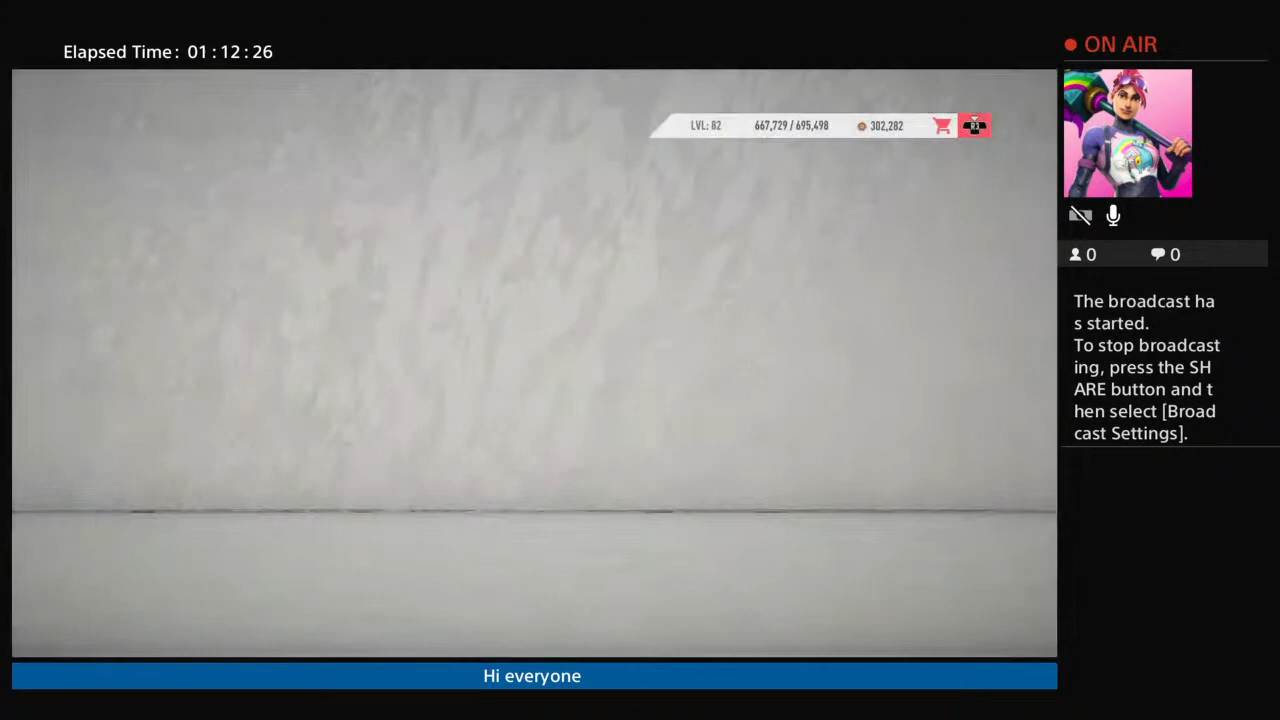 Elapsed Time: 01:12:26
ON AIR
LVL: 82 667,729 / 695,498 302,282 R3
0 0
The broadcast ha
s started.
To stop broadcast
ing, press the SH
ARE button and t
hen select [Broad
cast Settings].
Hi everyone